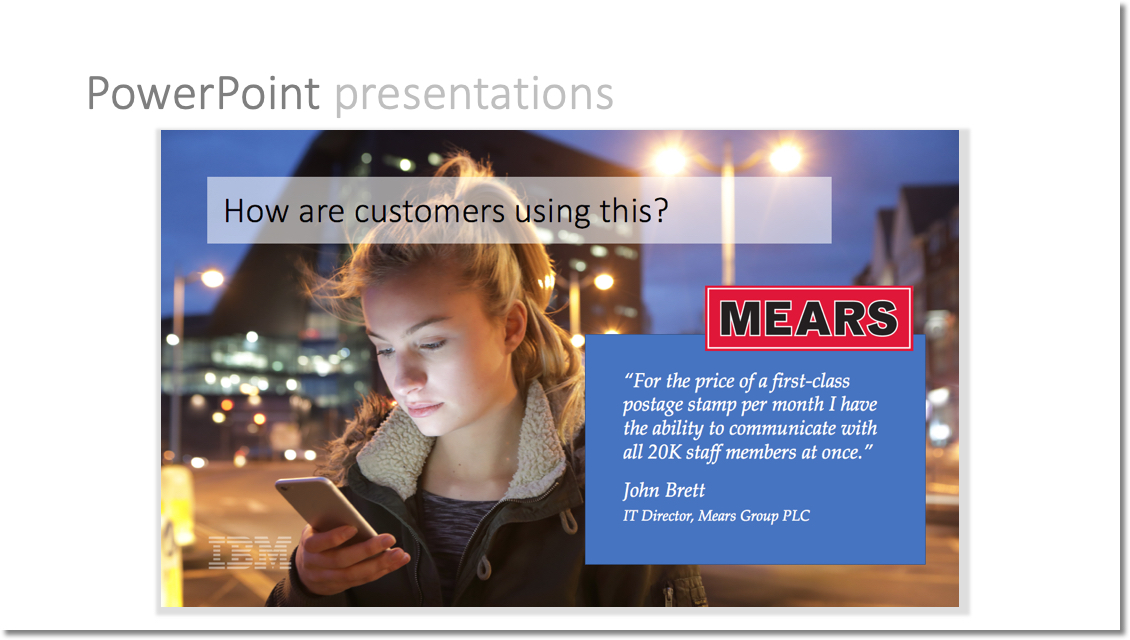 PowerPoint presentations
How are customers using this?
MEARS
“For the price of a first-class
postage stamp per month I have
the ability to communicate with
all 20K staff members at once.”
John Brett
IT Director, Mears Group PLC
IBM